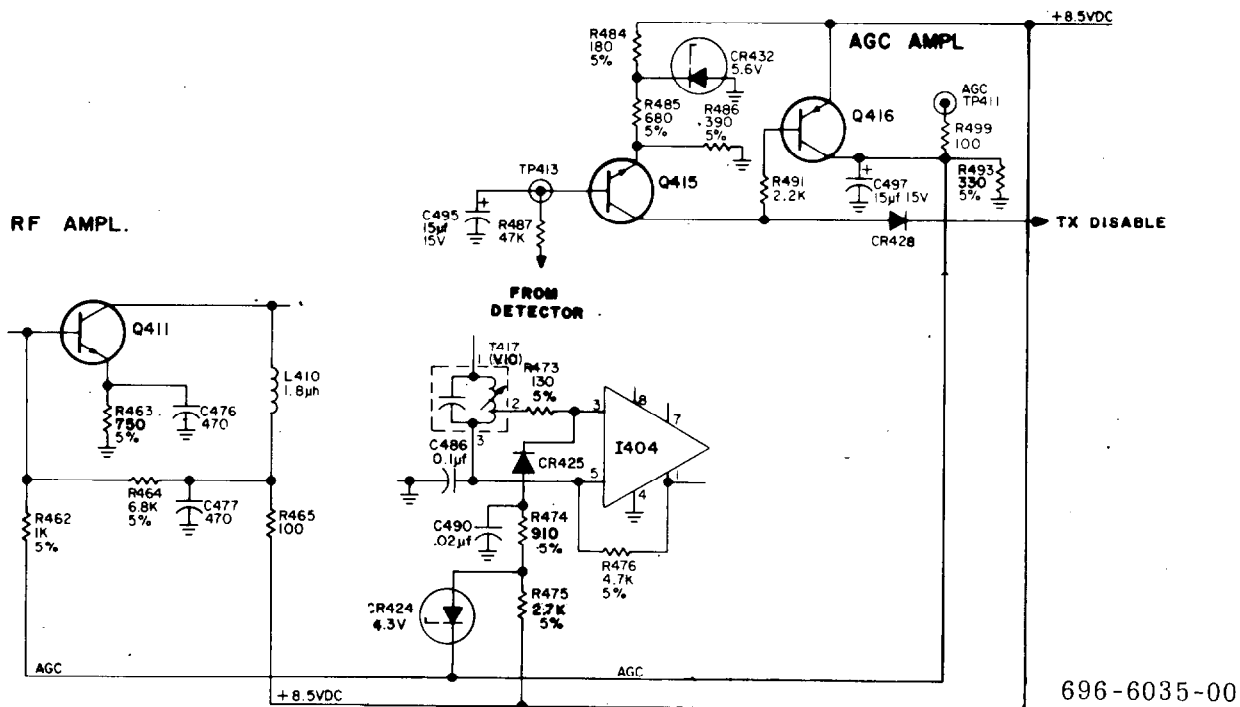 +8.5VDC
AGC AMPL
R484
180
5%
CR432
5.6V
R485
680
5%
R486
390
5%
Q416
AGC
TP411
R499
100
TP413
Q415
R491
2.2K
C497
15µf 15V
R493
330
5%
C495
15µf
15V
R487
47K
CR428
TX DISABLE
FROM
DETECTOR
RF AMPL.
Q411
L410
1.8µh
R463
750
5%
C476
470
R464
6.8K
5%
C477
470
R462
1K
5%
R465
100
1
T417
(V10)
2
3
R473
130
5%
3
8
7
I404
5
4
1
C486
0.1µf
CR425
C490
.02µf
R474
910
5%
R476
4.7K
5%
R475
2.7K
5%
CR424
4.3V
AGC
AGC
+8.5VDC
696-6035-00